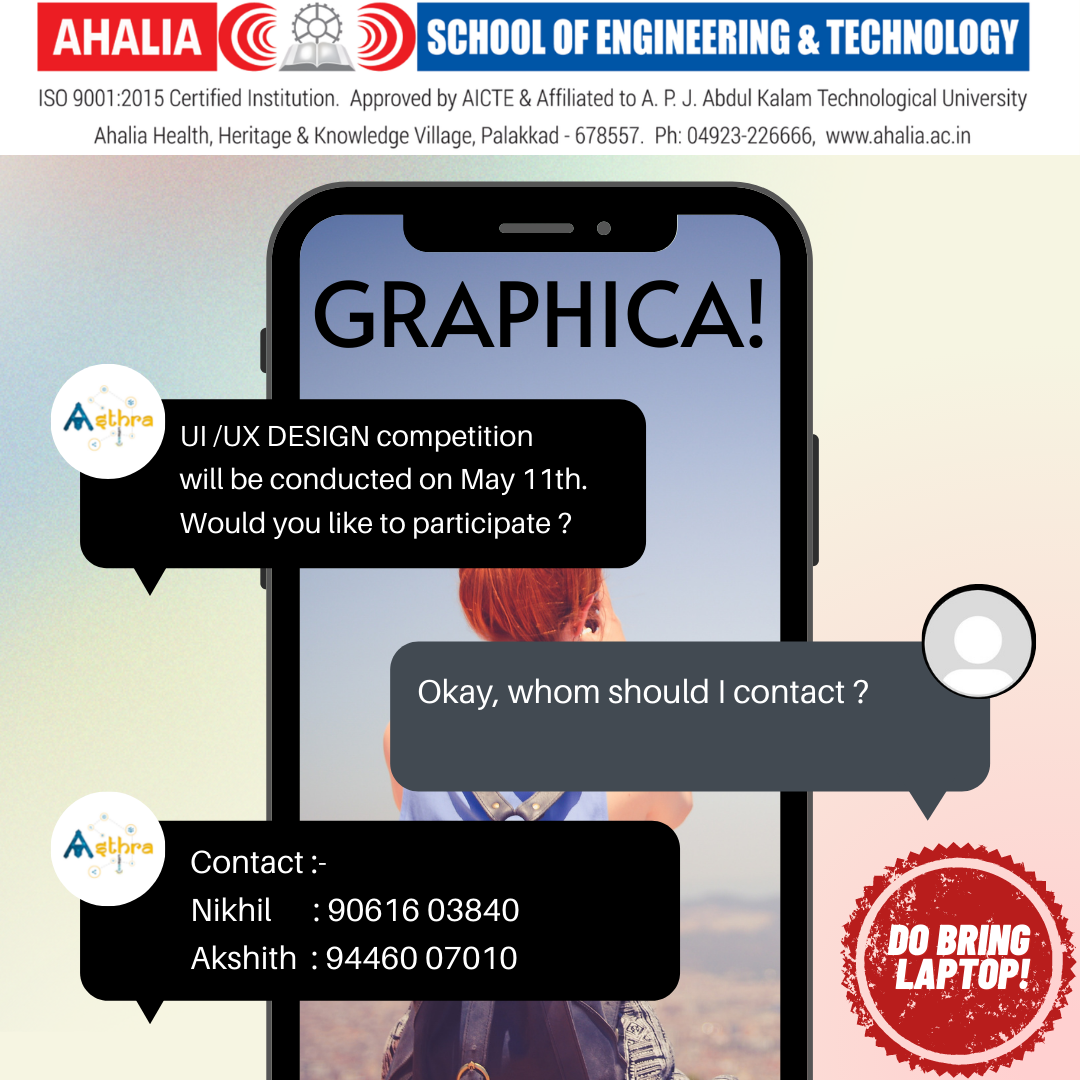 AHALIA SCHOOL OF ENGINEERING & TECHNOLOGY
ISO 9001:2015 Certified Institution. Approved by AICTE & Affiliated to A. P. J. Abdul Kalam Technological University
Ahalia Health, Heritage & Knowledge Village, Palakkad - 678557. Ph: 04923-226666, www.ahalia.ac.in
GRAPHICA!
Asthra
UI /UX DESIGN competition
will be conducted on May 11th.
Would you like to participate ?
Okay, whom should I contact ?
Asthra
Contact :-
Nikhil : 90616 03840
Akshith : 94460 07010
DO BRING
LAPTOP!